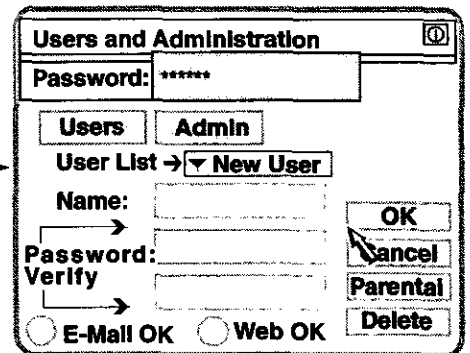 Users and Administration
Password: ******
Users Admin
User List → ▼ New User
Name:
OK
Password:
Cancel
Verify
Parental
Delete
E-Mail OK Web OK